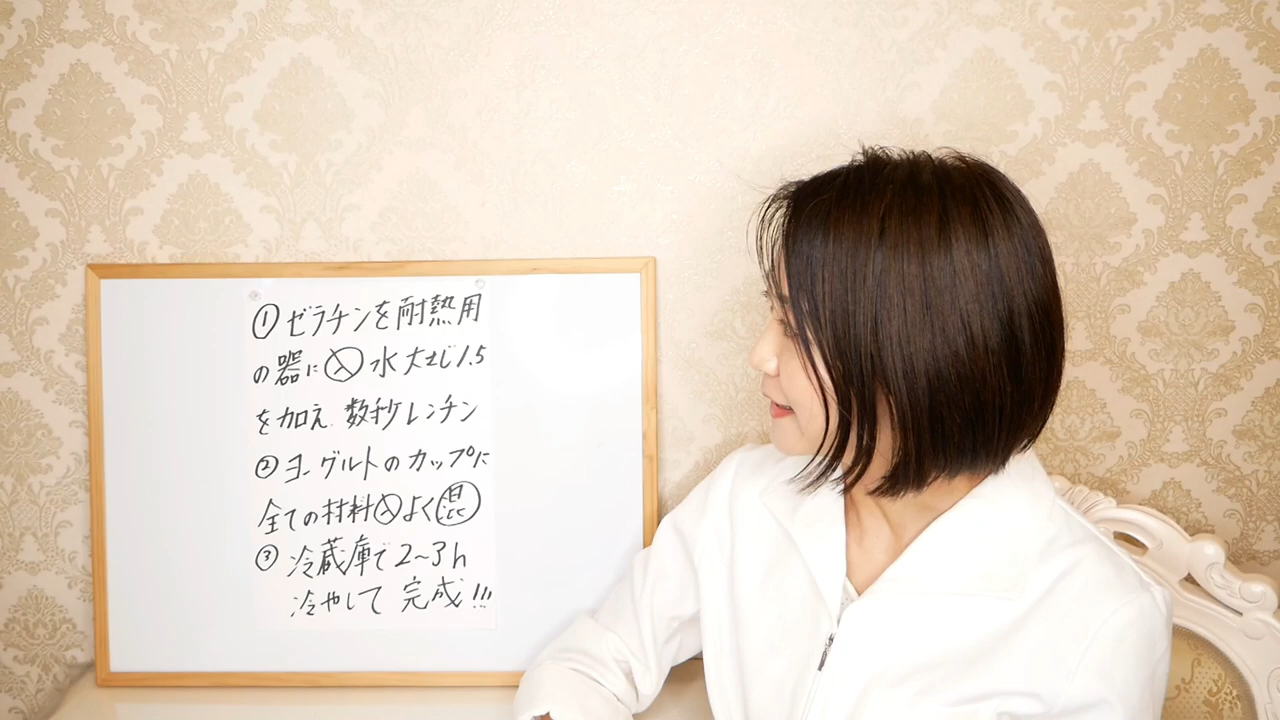 ①ゼラチンを耐熱用
の器に㋑水大さじ1.5
を加え、数秒レンチン
②ヨーグルトのカップに
全ての材料入よく混
③冷蔵庫で2~3h
冷やして完成!!!